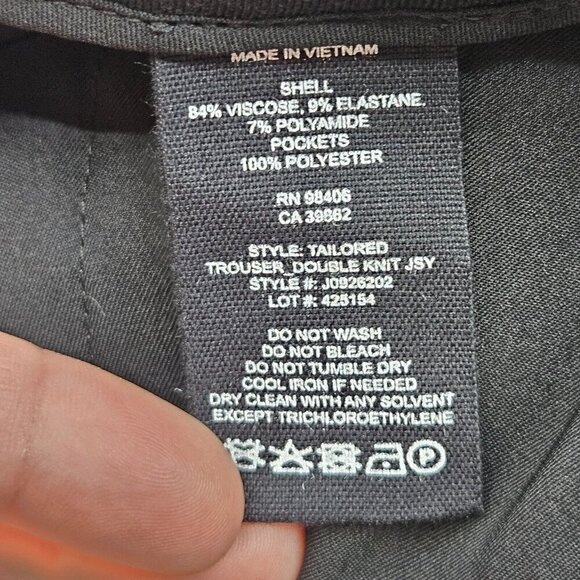 MADE IN VIETNAM
SHELL
84% VISCOSE, 9% ELASTANE,
7% POLYAMIDE
POCKETS
100% POLYESTER
RN 98406
CA 39882
STYLE: TAILORED
TROUSER_DOUBLE KNIT JSY
STYLE #: J0926202
LOT #: 425154
DO NOT WASH
DO NOT BLEACH
DO NOT TUMBLE DRY
COOL IRON IF NEEDED
DRY CLEAN WITH ANY SOLVENT
EXCEPT TRICHLOROETHYLENE
P